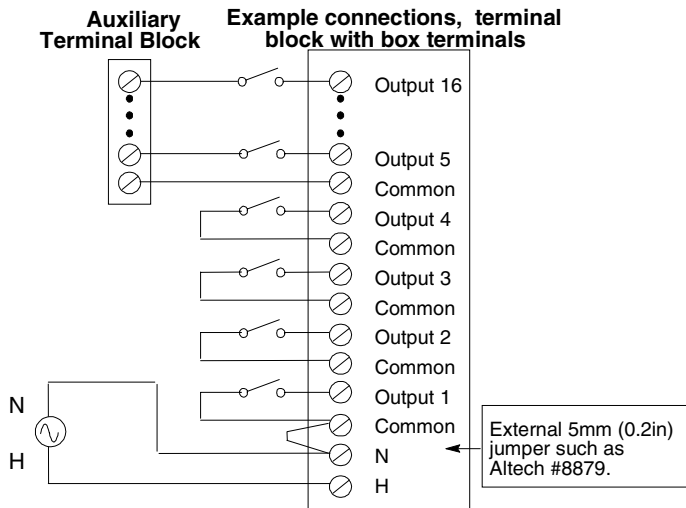 Auxiliary
Terminal Block
Example connections, terminal
block with box terminals
Output 16
Output 5
Common
Output 4
Common
Output 3
Common
Output 2
Common
Output 1
Common
N
H
N
H
External 5mm (0.2in)
jumper such as
Altech #8879.